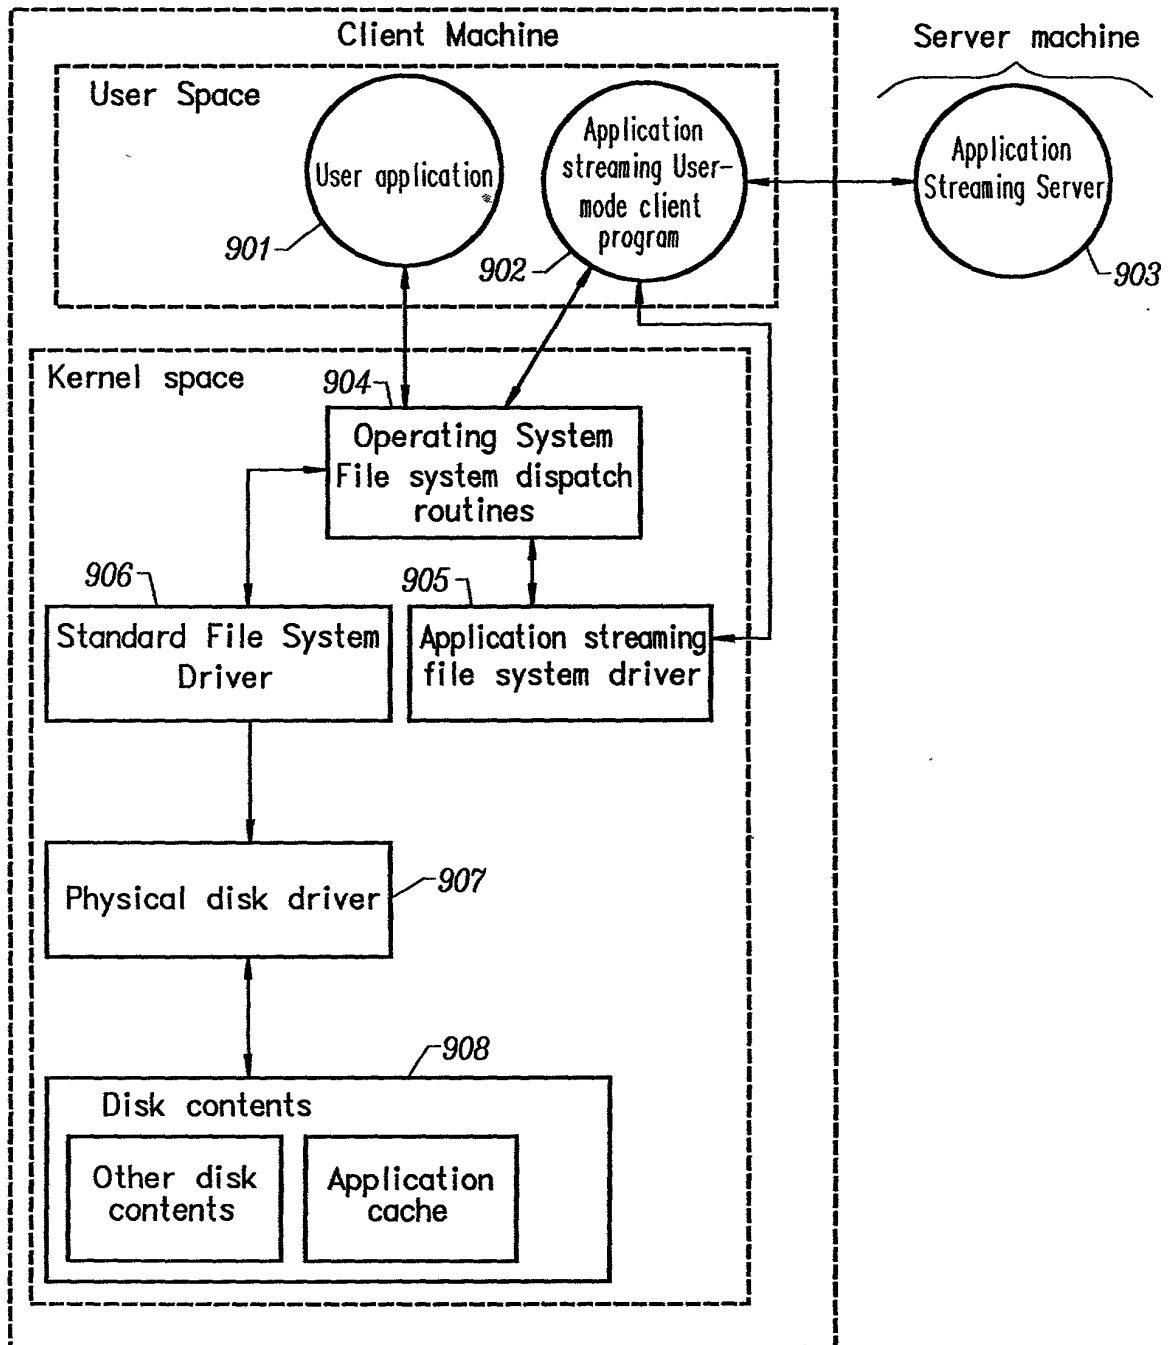 Client Machine
Server machine
User Space
User application
Application
streaming User-
mode client
program
Application
Streaming Server
901
902
903
Kernel space
904
Operating System
File system dispatch
routines
906
905
Standard File System
Driver
Application streaming
file system driver
Physical disk driver
907
908
Disk contents
Other disk
contents
Application
cache